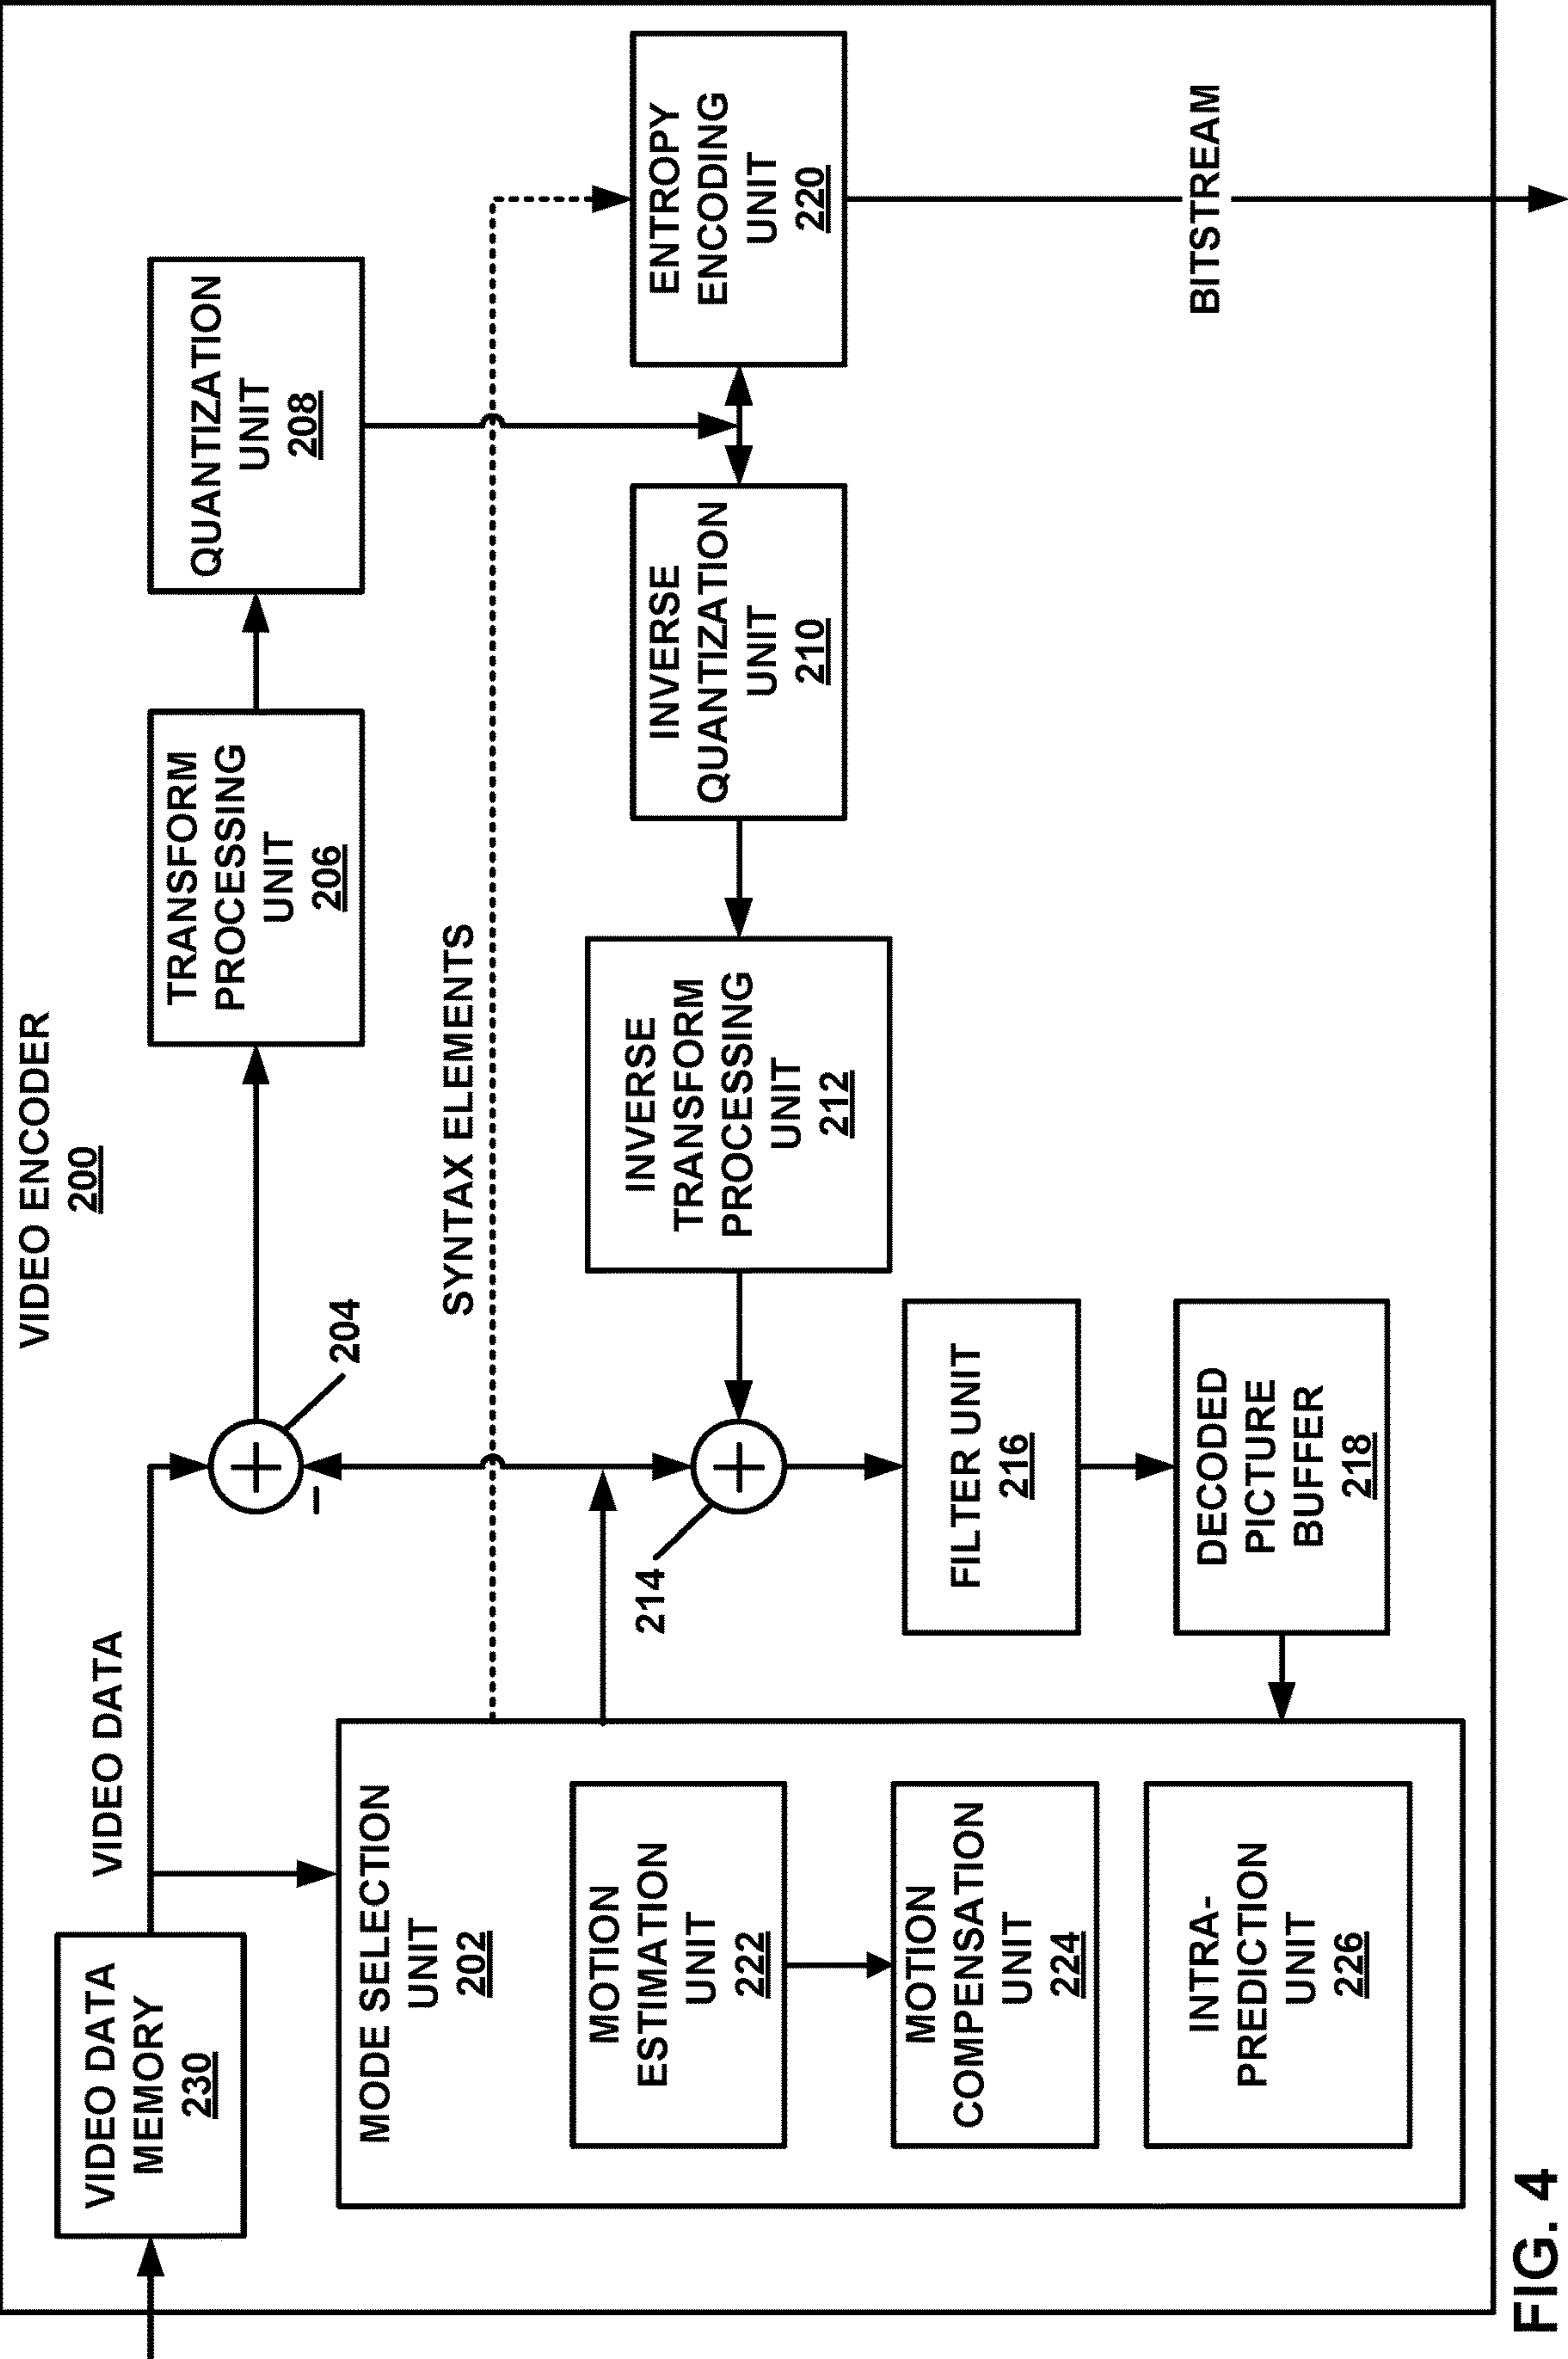 VIDEO ENCODER
200
VIDEO DATA
MEMORY
230
VIDEO DATA
204
TRANSFORM
PROCESSING
UNIT
206
QUANTIZATION
UNIT
208
MODE SELECTION
UNIT
202
SYNTAX ELEMENTS
MOTION
ESTIMATION
UNIT
222
MOTION
COMPENSATION
UNIT
224
INTRA-
PREDICTION
UNIT
226
214
INVERSE
TRANSFORM
PROCESSING
UNIT
212
INVERSE
QUANTIZATION
UNIT
210
ENTROPY
ENCODING
UNIT
220
FILTER UNIT
216
DECODED
PICTURE
BUFFER
218
BITSTREAM
FIG. 4